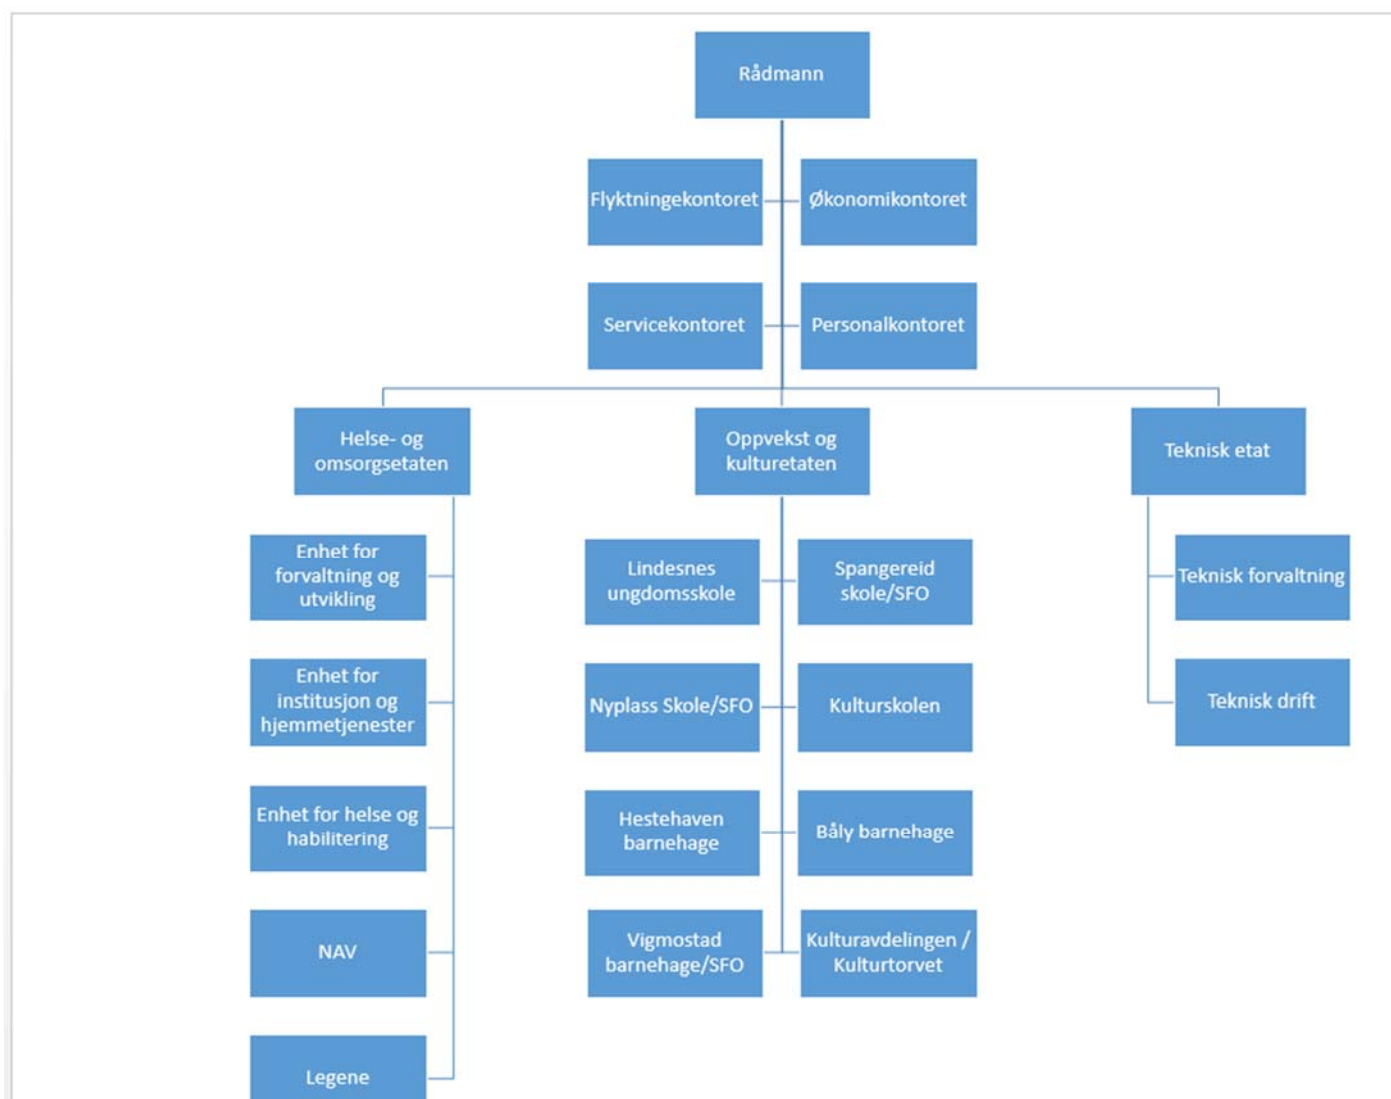 Rådmann
Flyktningekontoret
Økonomikontoret
Servicekontoret
Personalkontoret
Helse- og
omsorgsetaten
Oppvekst og
kulturetaten
Teknisk etat
Enhet for
forvaltning og
utvikling
Enhet for
institusjon og
hjemmetjenester
Enhet for helse og
habilitering
NAV
Legene
Lindesnes
ungdomsskole
Spangereid
skole/SFO
Nyplass Skole/SFO
Kulturskolen
Hestehaven
barnehage
Båly barnehage
Vigmostad
barnehage/SFO
Kulturavdelingen /
Kulturtorvet
Teknisk forvaltning
Teknisk drift